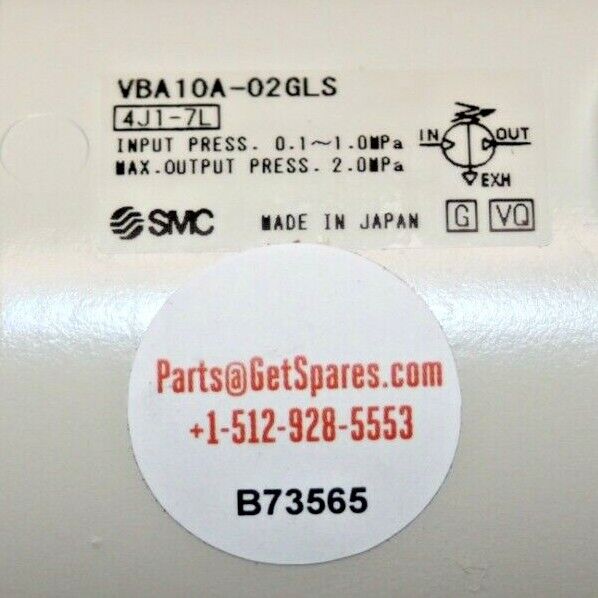 VBA10A-02GLS
4J1-7L
INPUT PRESS. 0.1~1.0MPa
MAX.OUTPUT PRESS. 2.0MPa
IN OUT
EXH
SMC MADE IN JAPAN G VQ
Parts@GetSpares.com
+1-512-928-5553
B73565